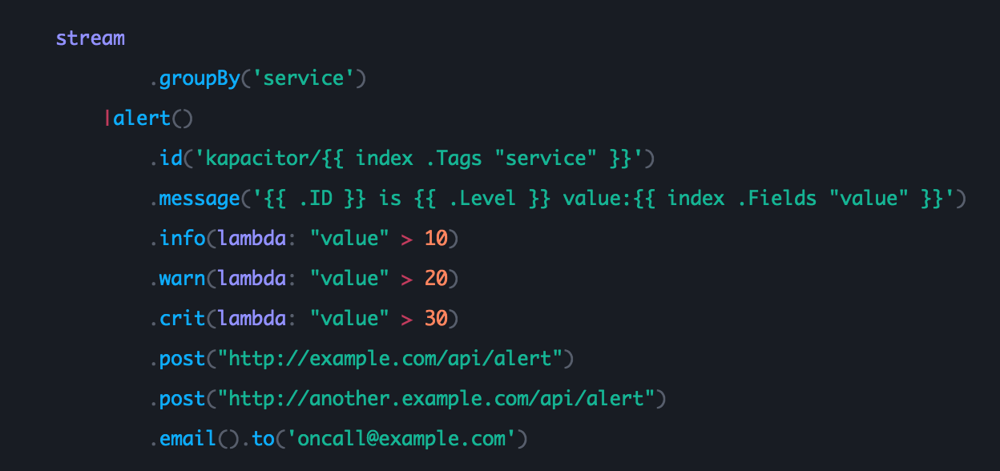 stream
.groupBy('service')
|alert()
.id('kapacitor/{{ index .Tags "service" }}')
.message('{{ .ID }} is {{ .Level }} value:{{ index .Fields "value" }}')
.info(lambda: "value" > 10)
.warn(lambda: "value" > 20)
.crit(lambda: "value" > 30)
.post("http://example.com/api/alert")
.post("http://another.example.com/api/alert")
.email().to('oncall@example.com')